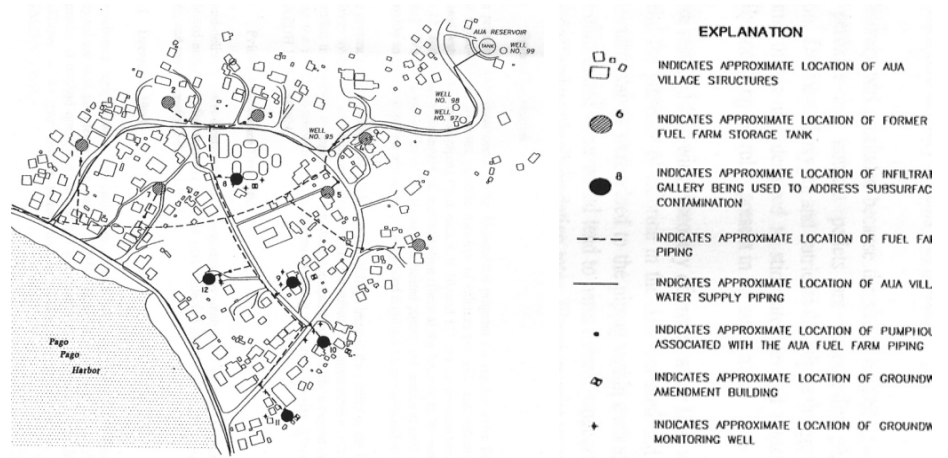 AUA RESERVOIR
TANK
WELL
NO. 99
WELL
NO. 98
WELL
NO. 97
WELL
NO. 95
2
3
1
5
6
8
12
10
11
Pago
Pago
Harbor
EXPLANATION
INDICATES APPROXIMATE LOCATION OF AUA
VILLAGE STRUCTURES
6
INDICATES APPROXIMATE LOCATION OF FORMER
FUEL FARM STORAGE TANK
8
INDICATES APPROXIMATE LOCATION OF INFILTRAT
GALLERY BEING USED TO ADDRESS SUBSURFAC
CONTAMINATION
INDICATES APPROXIMATE LOCATION OF FUEL FAR
PIPING
INDICATES APPROXIMATE LOCATION OF AUA VILLA
WATER SUPPLY PIPING
INDICATES APPROXIMATE LOCATION OF PUMPHOU
ASSOCIATED WITH THE AUA FUEL FARM PIPING
INDICATES APPROXIMATE LOCATION OF GROUNDW
AMENDMENT BUILDING
INDICATES APPROXIMATE LOCATION OF GROUNDW
MONITORING WELL